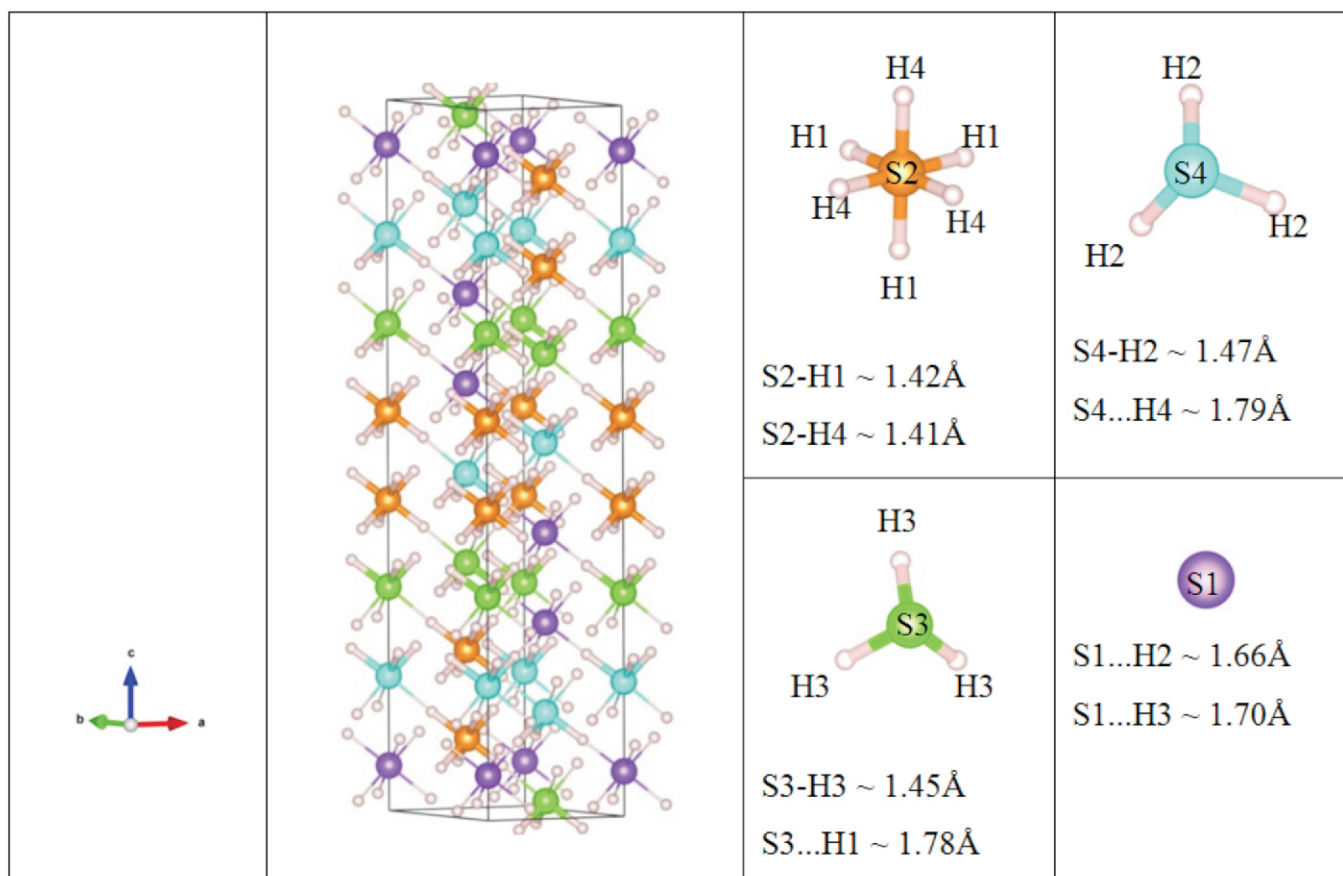 c
b
a
H4
H1
H1
S2
H4
H4
H1
S2-H1 ~ 1.42Å
S2-H4 ~ 1.41Å
H2
S4
H2
H2
S4-H2 ~ 1.47Å
S4...H4 ~ 1.79Å
H3
S3
H3
H3
S3-H3 ~ 1.45Å
S3...H1 ~ 1.78Å
S1
S1...H2 ~ 1.66Å
S1...H3 ~ 1.70Å